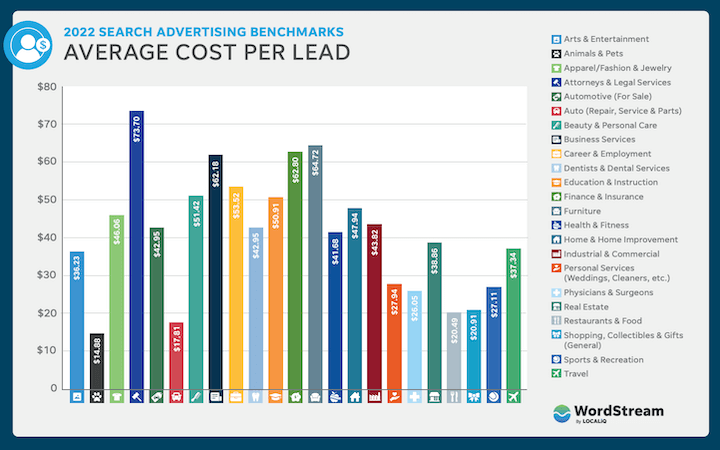 2022 SEARCH ADVERTISING BENCHMARKS
AVERAGE COST PER LEAD
$
$80
$70
$60
$50
$40
$30
$20
$10
0
$36.23
$14.88
$46.06
$73.70
$42.95
$17.81
$51.42
$62.18
$53.52
$42.95
$50.91
$62.80
$64.72
$41.68
$47.94
$43.82
$27.94
$26.05
$38.86
$20.49
$20.91
$27.11
$37.34
Arts & Entertainment
Animals & Pets
Apparel/Fashion & Jewelry
Attorneys & Legal Services
Automotive (For Sale)
Auto (Repair, Service & Parts)
Beauty & Personal Care
Business Services
Career & Employment
Dentists & Dental Services
Education & Instruction
Finance & Insurance
Furniture
Health & Fitness
Home & Home Improvement
Industrial & Commercial
Personal Services
(Weddings, Cleaners, etc.)
Physicians & Surgeons
Real Estate
Restaurants & Food
Shopping, Collectibles & Gifts
(General)
Sports & Recreation
Travel
WordStream
By LOCALiQ